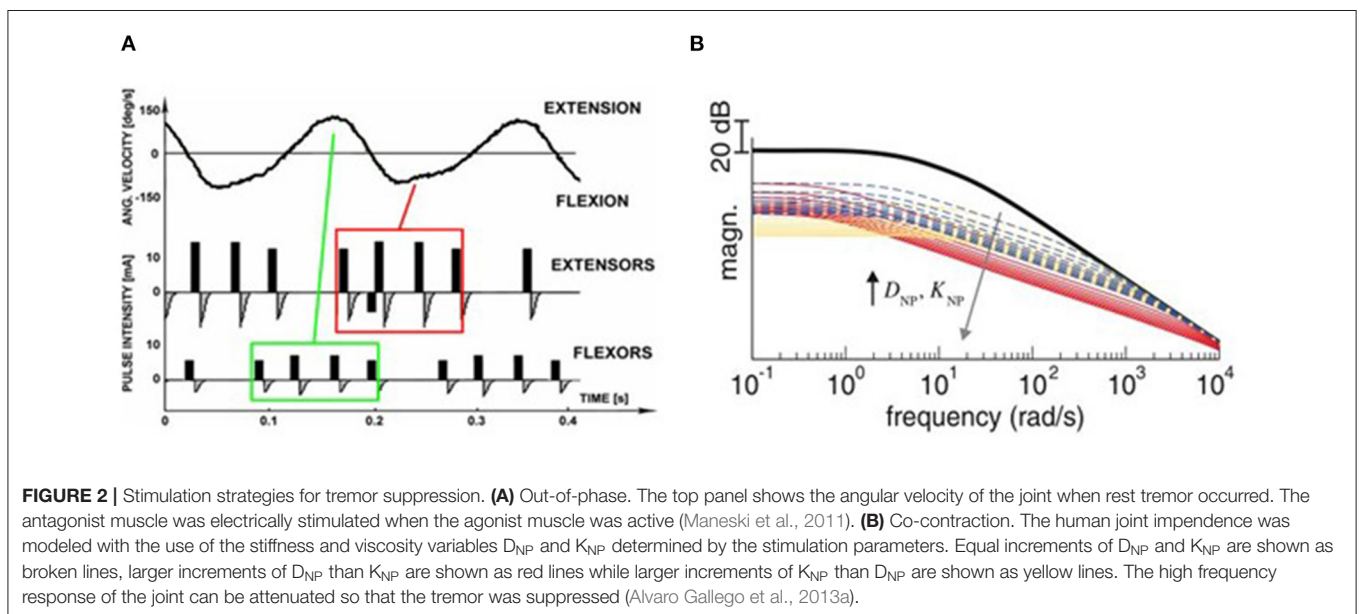 A
B
ANG. VELOCITY [deg/s]
150
0
-150
EXTENSION
FLEXION
PULSE INTENSITY [mA]
10
0
EXTENSORS
10
0
FLEXORS
TIME [s]
0 0.1 0.2 0.3 0.4
20 dB
magn.
D_NP, K_NP
10^-1 10^0 10^1 10^2 10^3 10^4
frequency (rad/s)
FIGURE 2 | Stimulation strategies for tremor suppression. (A) Out-of-phase. The top panel shows the angular velocity of the joint when rest tremor occurred. The
antagonist muscle was electrically stimulated when the agonist muscle was active (Maneski et al., 2011). (B) Co-contraction. The human joint impendence was
modeled with the use of the stiffness and viscosity variables D_NP and K_NP determined by the stimulation parameters. Equal increments of D_NP and K_NP are shown as
broken lines, larger increments of D_NP than K_NP are shown as red lines while larger increments of K_NP than D_NP are shown as yellow lines. The high frequency
response of the joint can be attenuated so that the tremor was suppressed (Alvaro Gallego et al., 2013a).